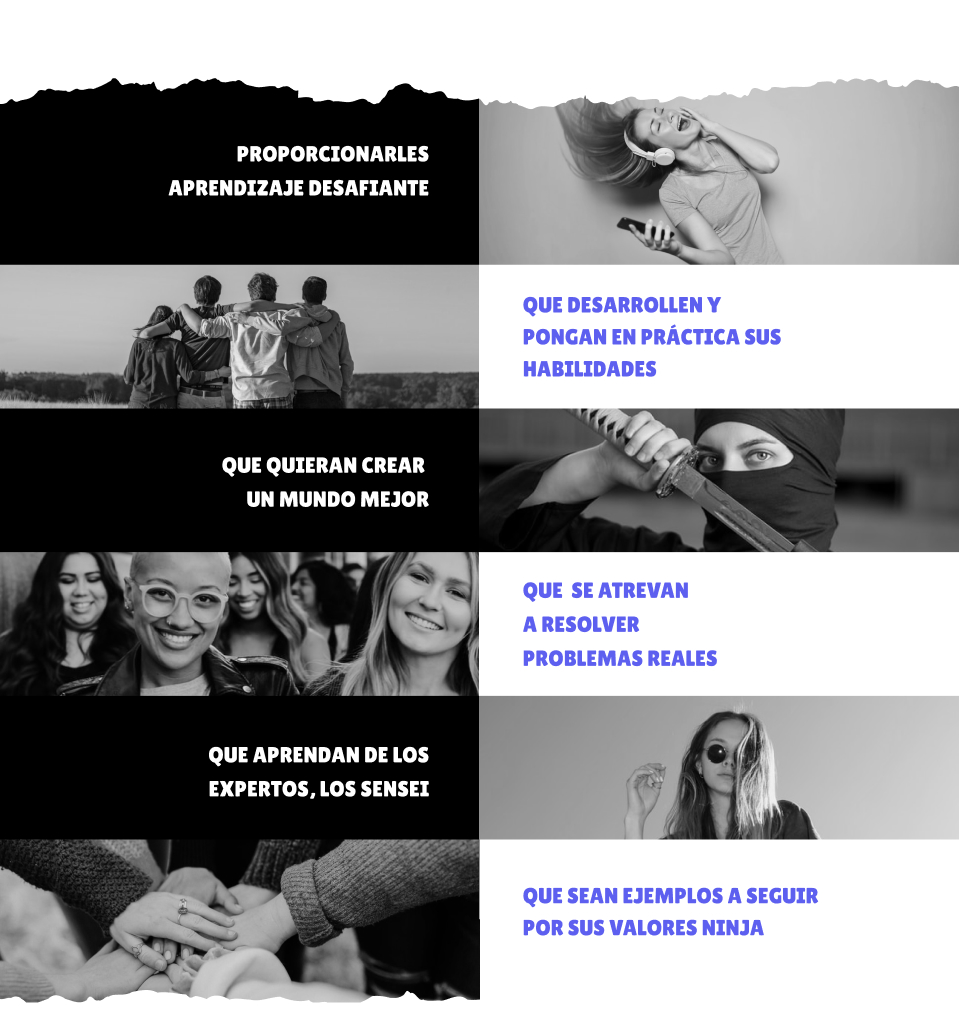 PROPORCIONARLES
APRENDIZAJE DESAFIANTE
QUE DESARROLLEN Y
PONGAN EN PRÁCTICA SUS
HABILIDADES
QUE QUIERAN CREAR
UN MUNDO MEJOR
QUE SE ATREVAN
A RESOLVER
PROBLEMAS REALES
QUE APRENDAN DE LOS
EXPERTOS, LOS SENSEI
QUE SEAN EJEMPLOS A SEGUIR
POR SUS VALORES NINJA